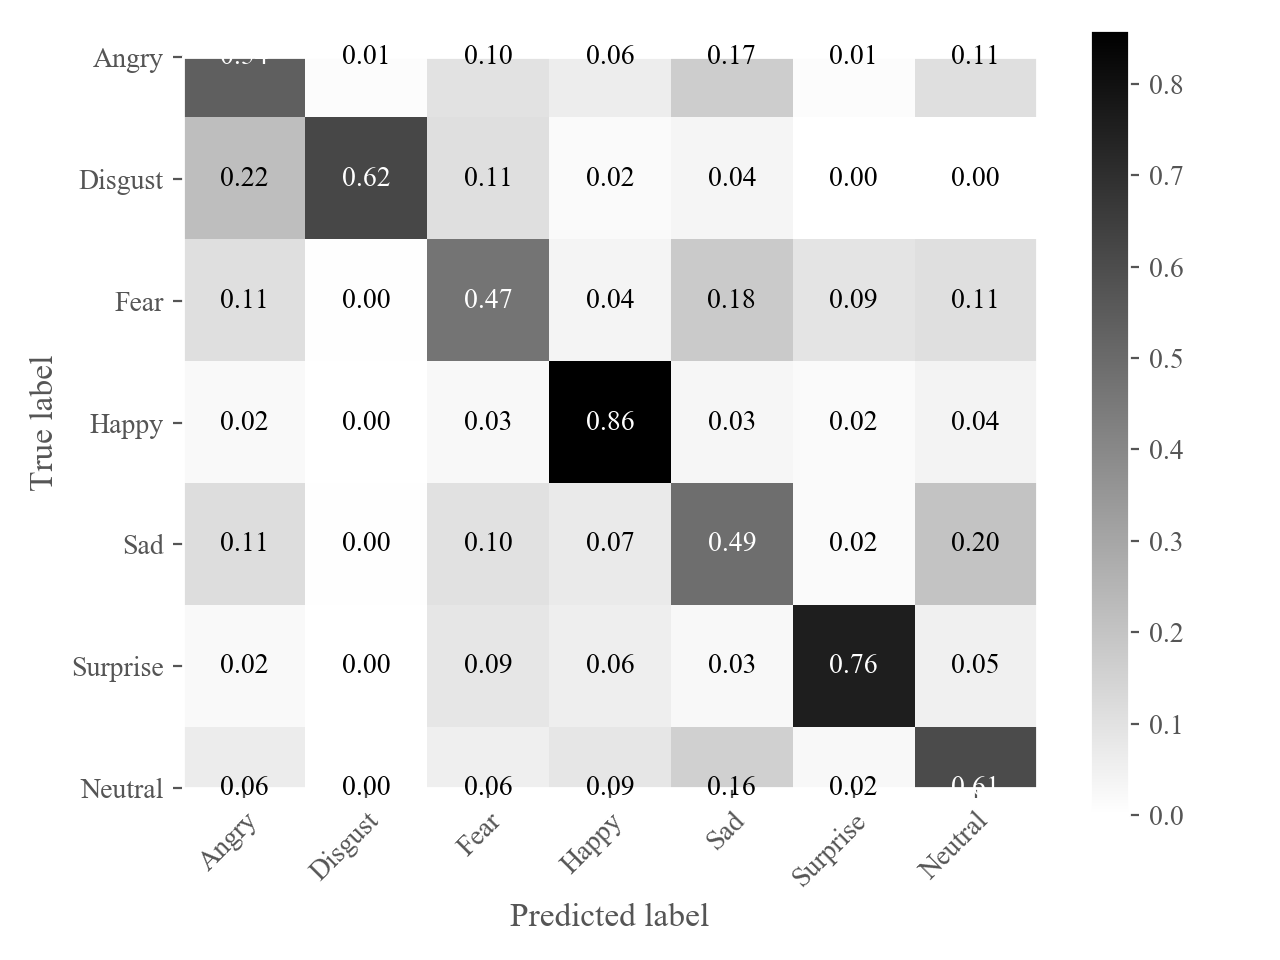 Angry 0.01 0.10 0.06 0.17 0.01 0.11
Disgust 0.22 0.62 0.11 0.02 0.04 0.00 0.00
Fear 0.11 0.00 0.47 0.04 0.18 0.09 0.11
Happy 0.02 0.00 0.03 0.86 0.03 0.02 0.04
Sad 0.11 0.00 0.10 0.07 0.49 0.02 0.20
Surprise 0.02 0.00 0.09 0.06 0.03 0.76 0.05
Neutral 0.06 0.00 0.06 0.09 0.16 0.02 0.61
Angry Disgust Fear Happy Sad Surprise Neutral
Predicted label
True label
0.8
0.7
0.6
0.5
0.4
0.3
0.2
0.1
0.0